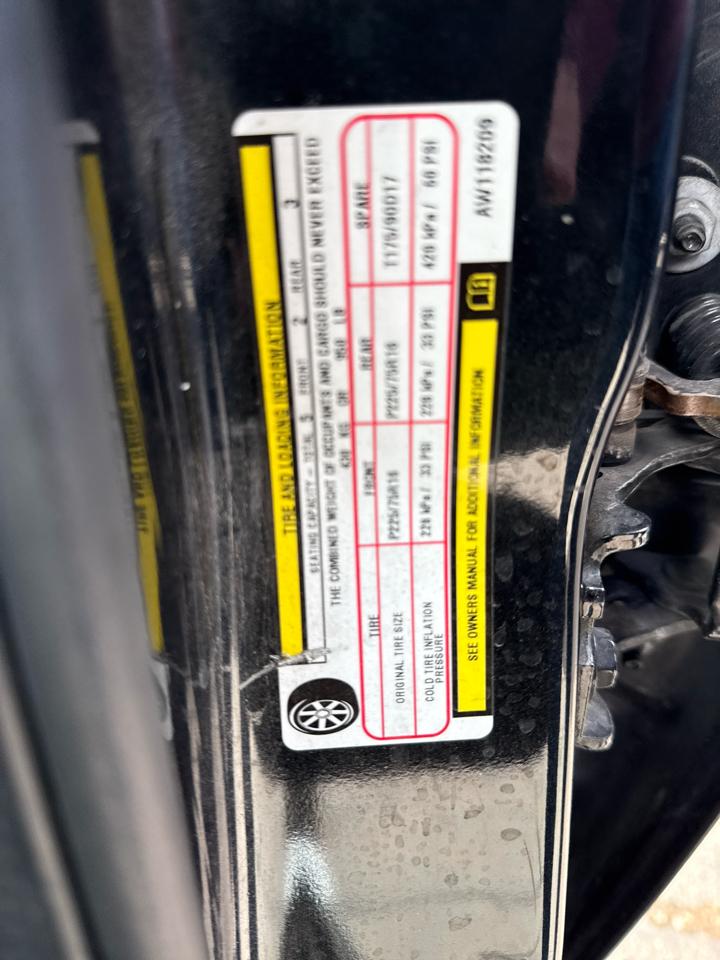 TIRE AND LOADING INFORMATION
SEATING CAPACITY - TOTAL 5 FRONT 2 REAR 3
THE COMBINED WEIGHT OF OCCUPANTS AND CARGO SHOULD NEVER EXCEED
KG OR 950 LB
TIRE FRONT REAR SPARE
ORIGINAL TIRE SIZE P225/75R16 P225/75R16 T175/90D17
COLD TIRE INFLATION PRESSURE 228 kPa/ 33 PSI 228 kPa/ 33 PSI 420 kPa/ 60 PSI
SEE OWNERS MANUAL FOR ADDITIONAL INFORMATION
AW118209